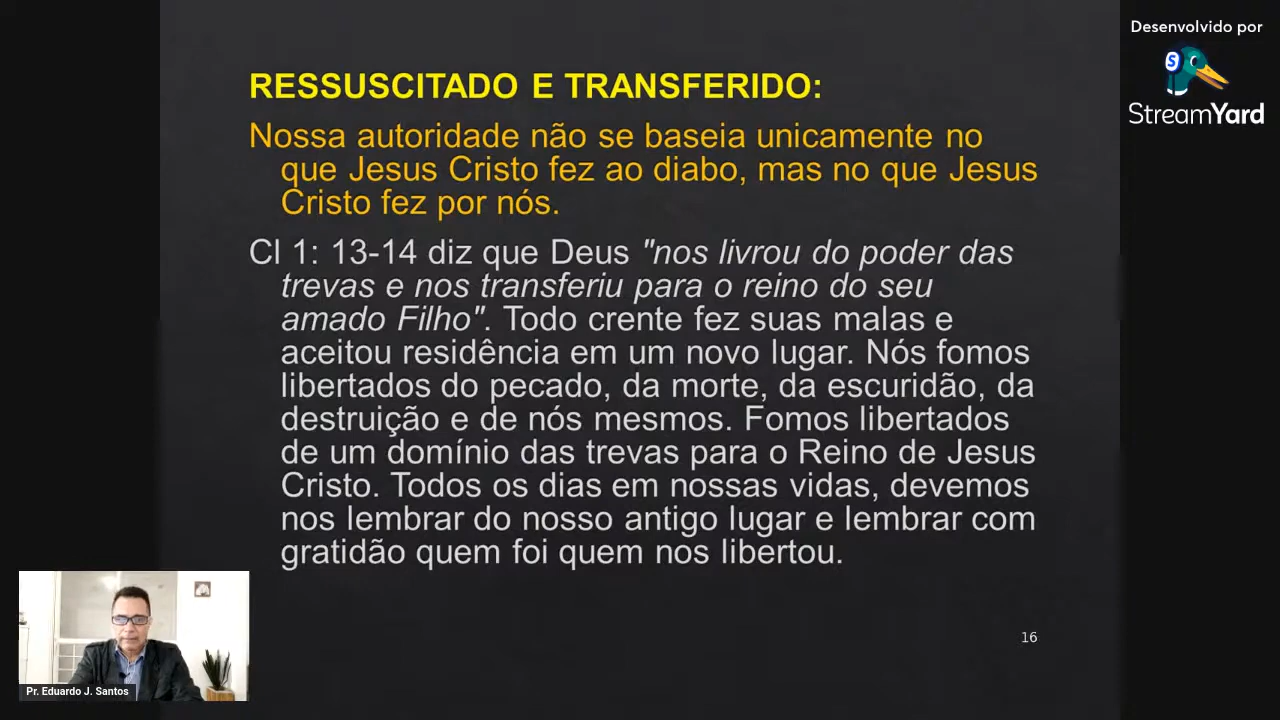 Desenvolvido por
StreamYard
RESSUSCITADO E TRANSFERIDO:
Nossa autoridade não se baseia unicamente no
que Jesus Cristo fez ao diabo, mas no que Jesus
Cristo fez por nós.
Cl 1: 13-14 diz que Deus "nos livrou do poder das
trevas e nos transferiu para o reino do seu
amado Filho". Todo crente fez suas malas e
aceitou residência em um novo lugar. Nós fomos
libertados do pecado, da morte, da escuridão, da
destruição e de nós mesmos. Fomos libertados
de um domínio das trevas para o Reino de Jesus
Cristo. Todos os dias em nossas vidas, devemos
nos lembrar do nosso antigo lugar e lembrar com
gratidão quem foi quem nos libertou.
16
Pr. Eduardo J. Santos